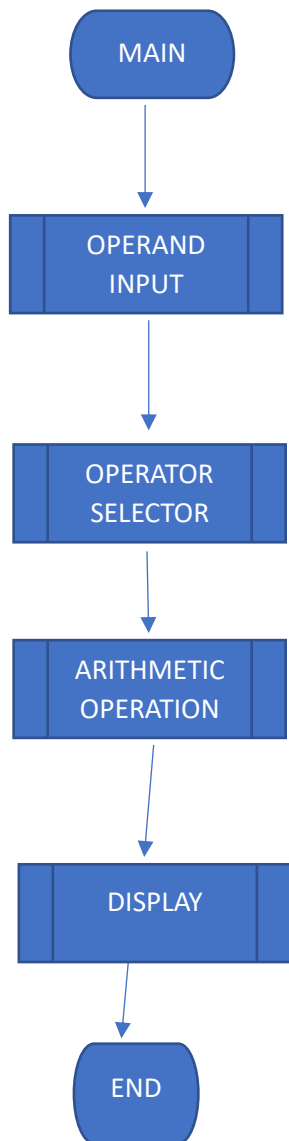 MAIN
OPERAND
INPUT
OPERATOR
SELECTOR
ARITHMETIC
OPERATION
DISPLAY
END